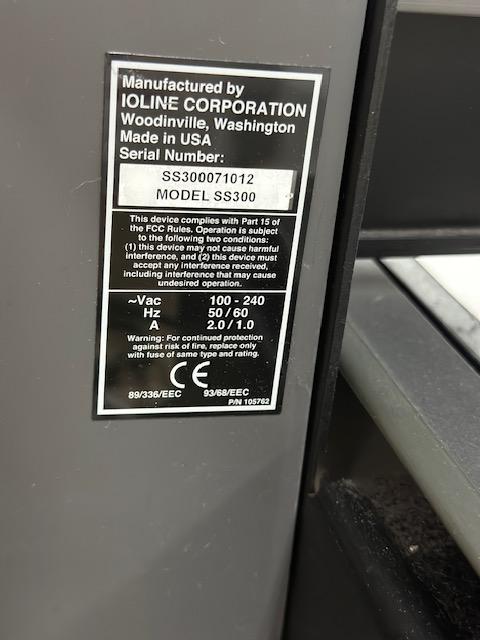 Manufactured by
IOLINE CORPORATION
Woodinville, Washington
Made in USA
Serial Number:
SS300071012
MODEL SS300
This device complies with Part 15 of
the FCC Rules. Operation is subject
to the following two conditions:
(1) this device may not cause harmful
interference, and (2) this device must
accept any interference received,
including interference that may cause
undesired operation.
~Vac 100 - 240
Hz 50 / 60
A 2.0 / 1.0
Warning: For continued protection
against risk of fire, replace only
with fuse of same type and rating.
CE
89/336/EEC 93/68/EEC
P/N 105762